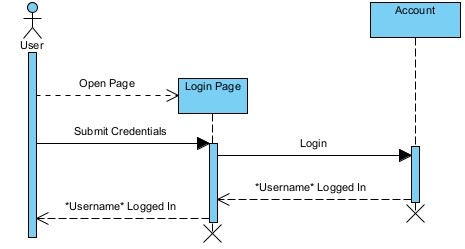 Account
User
Open Page
Login Page
Submit Credentials
Login
*Username* Logged In
*Username* Logged In